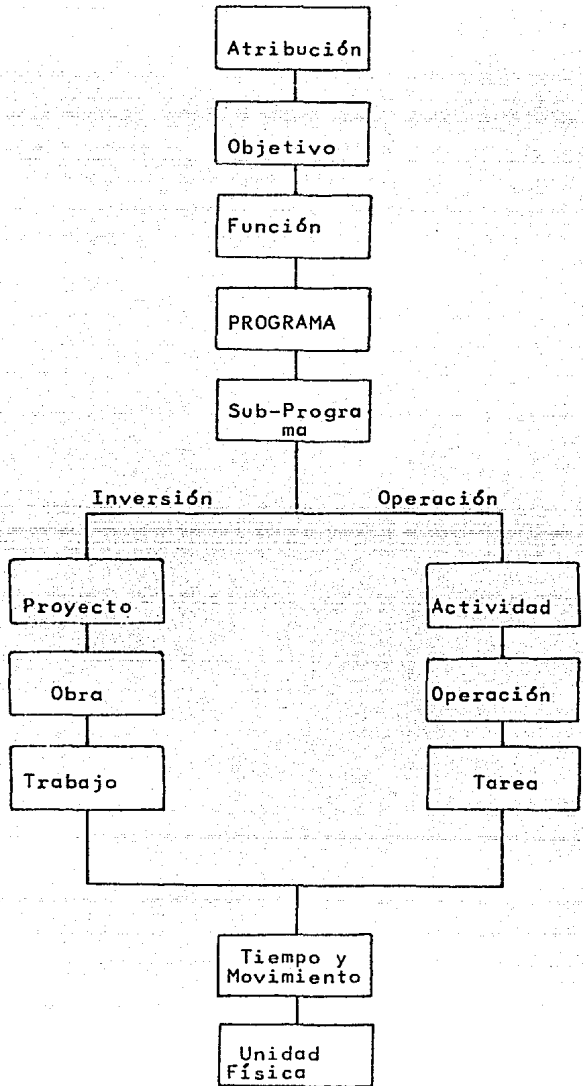 Atribución
Objetivo
Función
PROGRAMA
Sub-Progra
ma
Inversión
Operación
Proyecto
Actividad
Obra
Operación
Trabajo
Tarea
Tiempo y
Movimiento
Unidad
Física